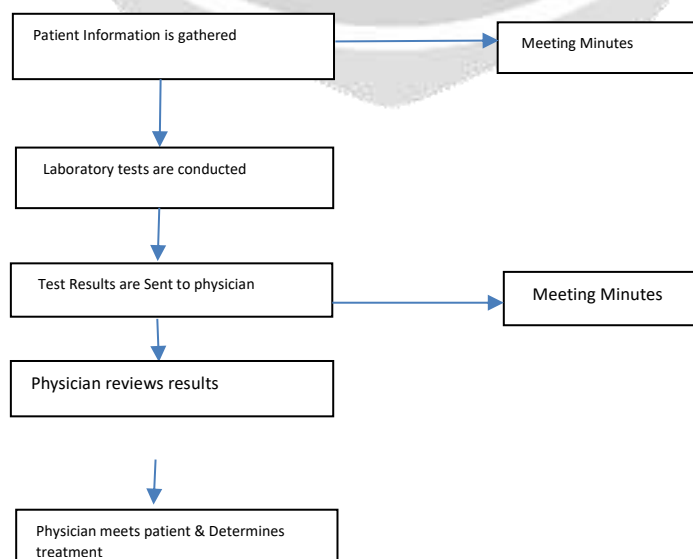 Patient Information is gathered
Meeting Minutes
Laboratory tests are conducted
Test Results are Sent to physician
Meeting Minutes
Physician reviews results
Physician meets patient & Determines
treatment